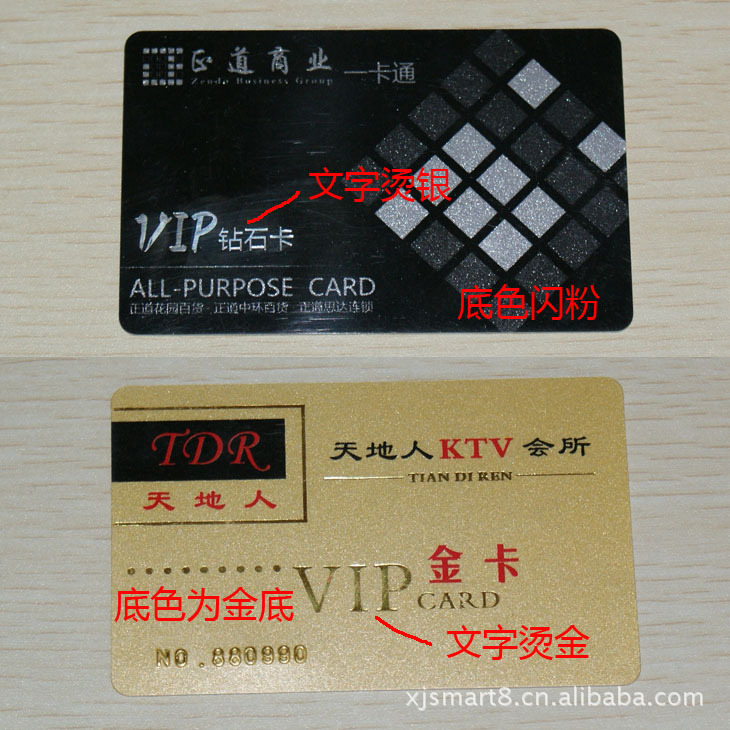 正道商业
Zendo Business Group
一卡通
文字烫银
VIP 钻石卡
ALL-PURPOSE CARD
正道花园百货·正道中环百货·正道思达连锁
底色闪粉
TDR
天地人
天地人KTV会所
TIAN DI REN
VIP金卡
CARD
底色为金底
文字烫金
NO.880990
xjsmart8.cn.alibaba.com